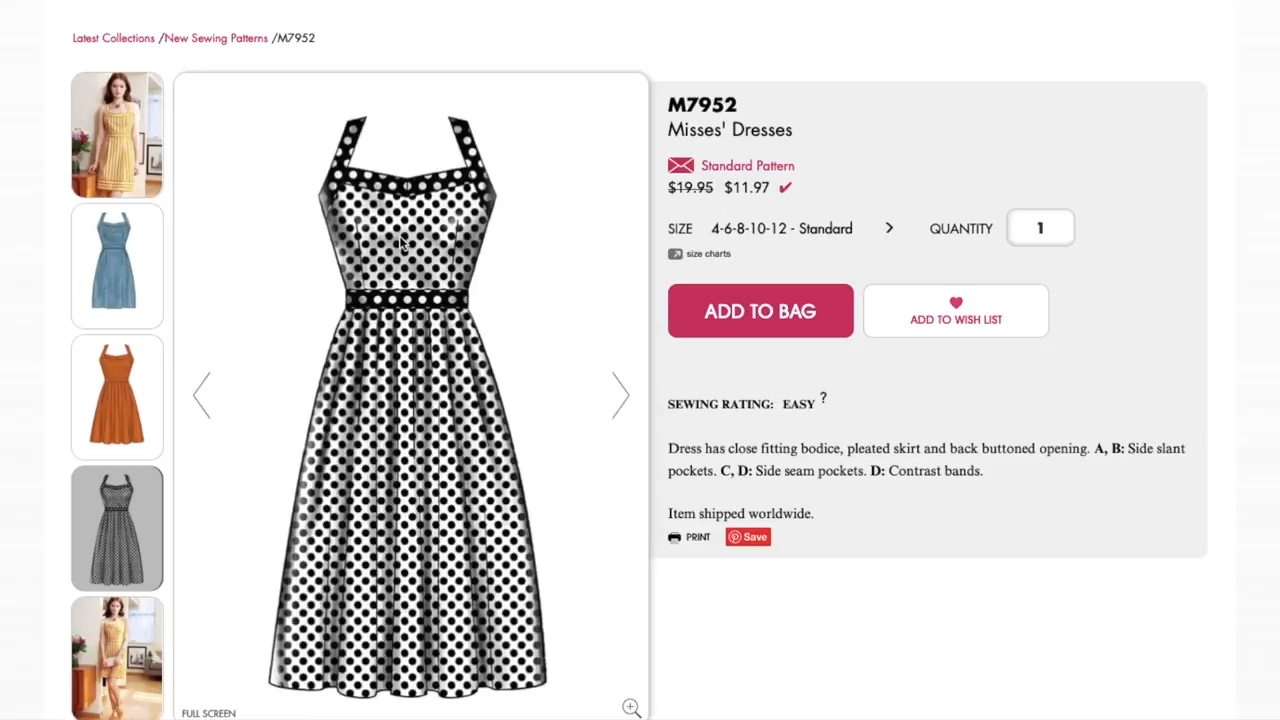 Latest Collections /New Sewing Patterns /M7952
M7952
Misses' Dresses
Standard Pattern
$19.95 $11.97
SIZE 4-6-8-10-12 - Standard QUANTITY 1
size charts
ADD TO BAG
ADD TO WISH LIST
SEWING RATING: EASY ?
Dress has close fitting bodice, pleated skirt and back buttoned opening. A, B: Side slant
pockets. C, D: Side seam pockets. D: Contrast bands.
Item shipped worldwide.
PRINT Save
FULL SCREEN